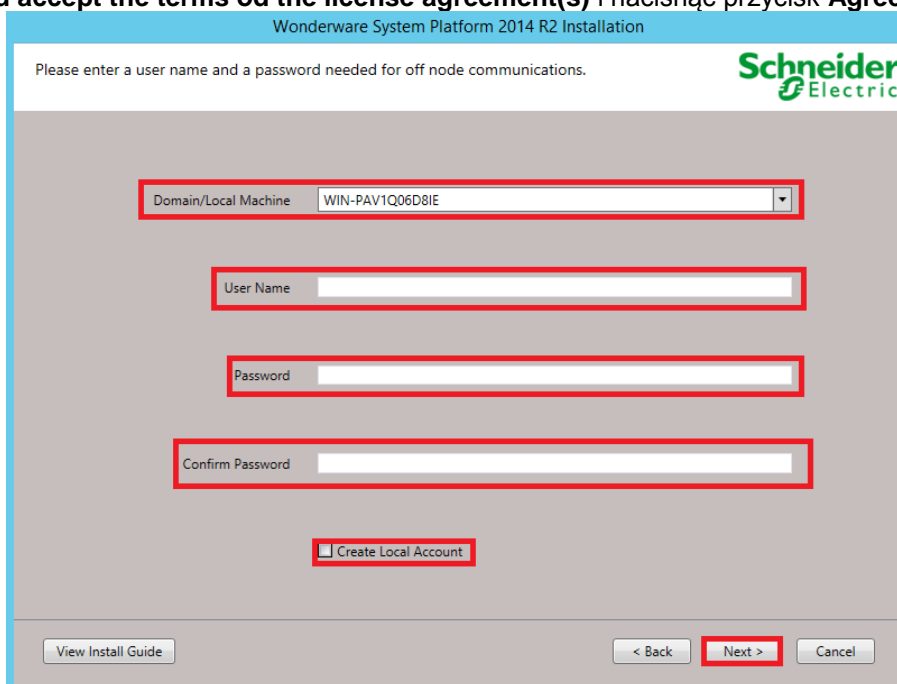 d accept the terms od the license agreement(s) i nacisnąć przycisk Agree
Wonderware System Platform 2014 R2 Installation
Please enter a user name and a password needed for off node communications.
Schneider
Electric
Domain/Local Machine WIN-PAV1Q06D8IE
User Name
Password
Confirm Password
Create Local Account
View Install Guide < Back Next > Cancel